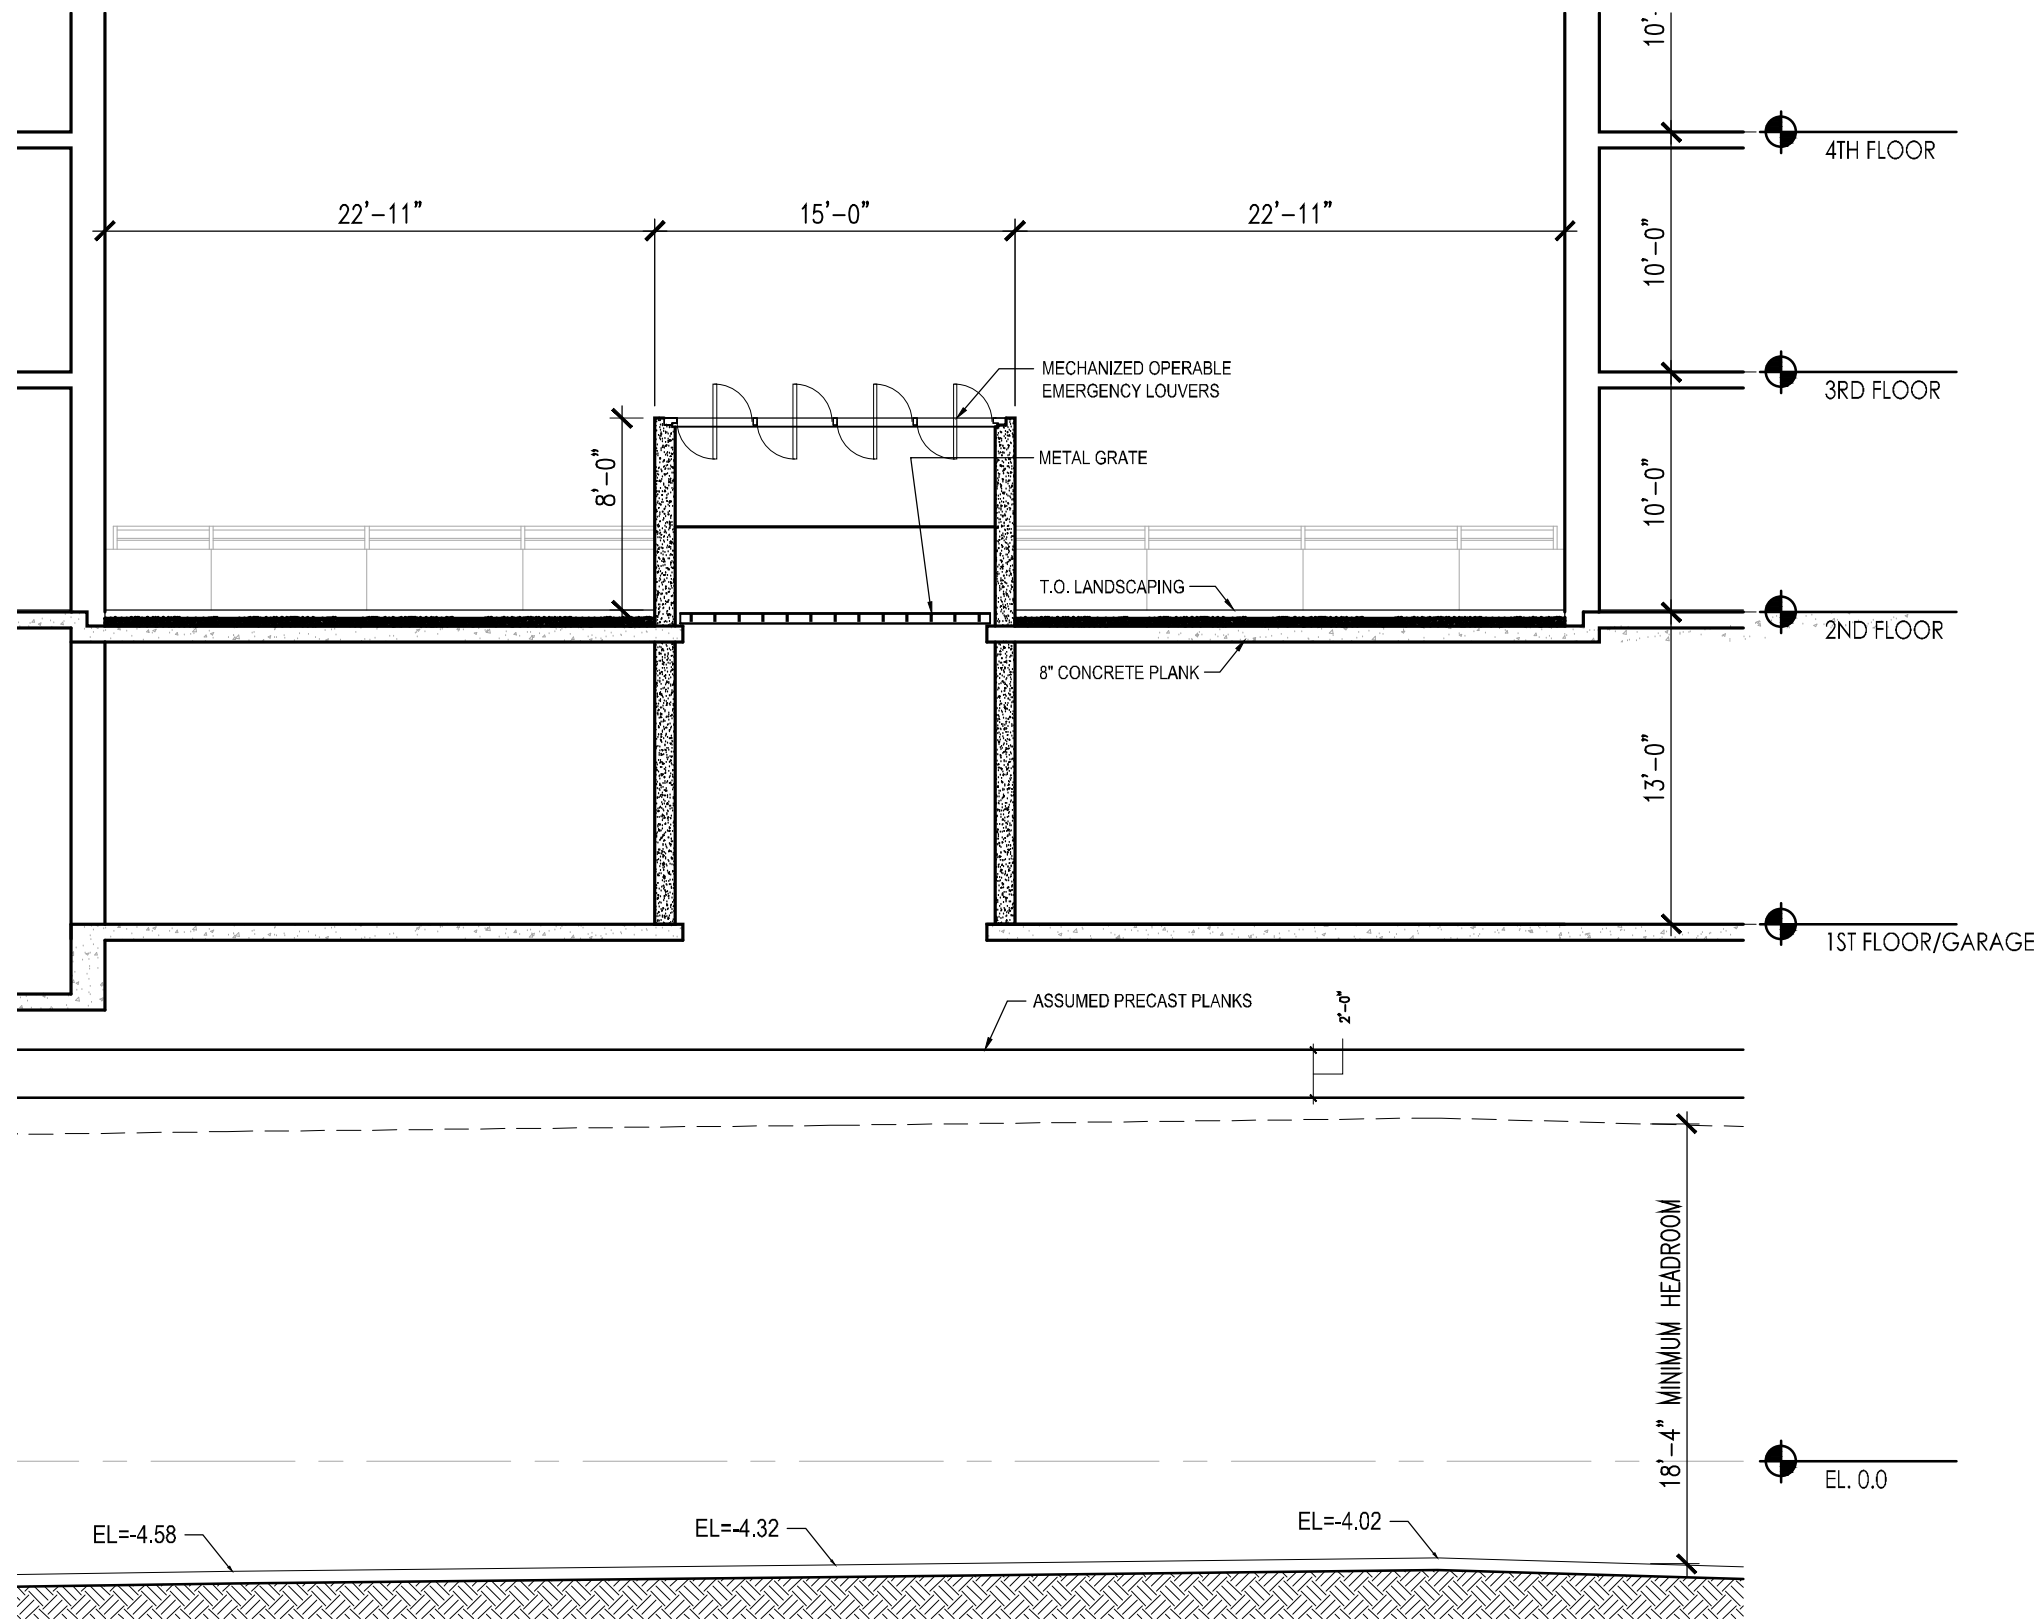 10'-
4TH FLOOR
22'-11"
15'-0"
22'-11"
10'-0"
MECHANIZED OPERABLE
EMERGENCY LOUVERS
3RD FLOOR
8'-0"
METAL GRATE
10'-0"
T.O. LANDSCAPING
2ND FLOOR
8" CONCRETE PLANK
13'-0"
1ST FLOOR/GARAGE
ASSUMED PRECAST PLANKS
2'-0"
18'-4" MINIMUM HEADROOM
EL. 0.0
EL=-4.58
EL=-4.32
EL=-4.02